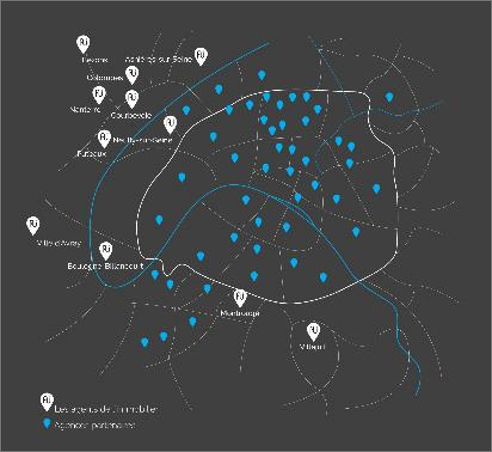 Bezons
Asnières-sur-Seine
Colombes
Nanterre
Courbevoie
Neuilly-sur-Seine
Puteaux
Ville d'Avray
Boulogne-Billancourt
Montrouge
Villejuif
Les agents de l'immobilier
Agences partenaires